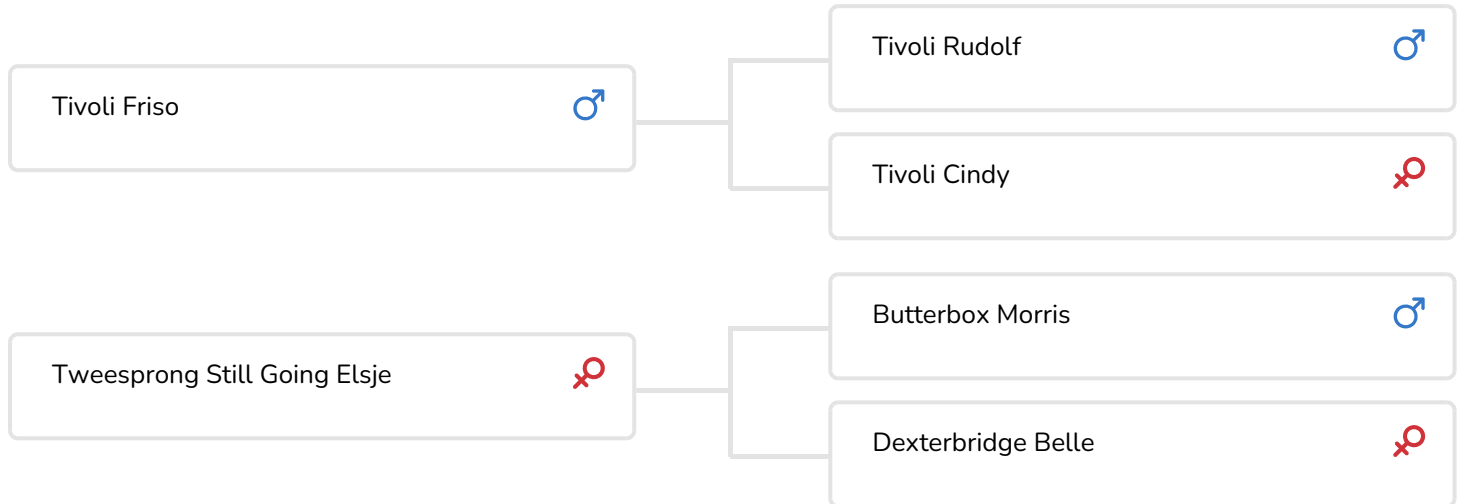 Tivoli Rudolf
Tivoli Friso
Tivoli Cindy
Butterbox Morris
Tweesprong Still Going Elsje
Dexterbridge Belle